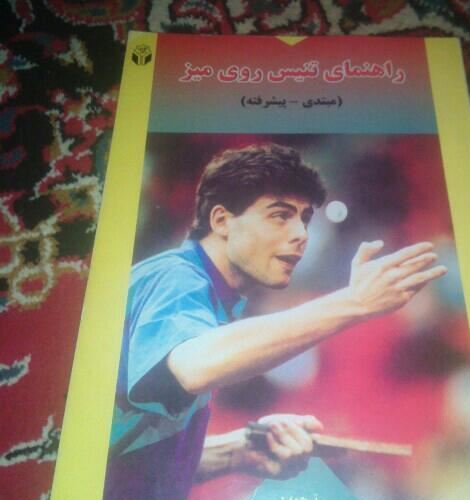 راهنمای تنیس روی میز
(مبتدی - پیشرفته)